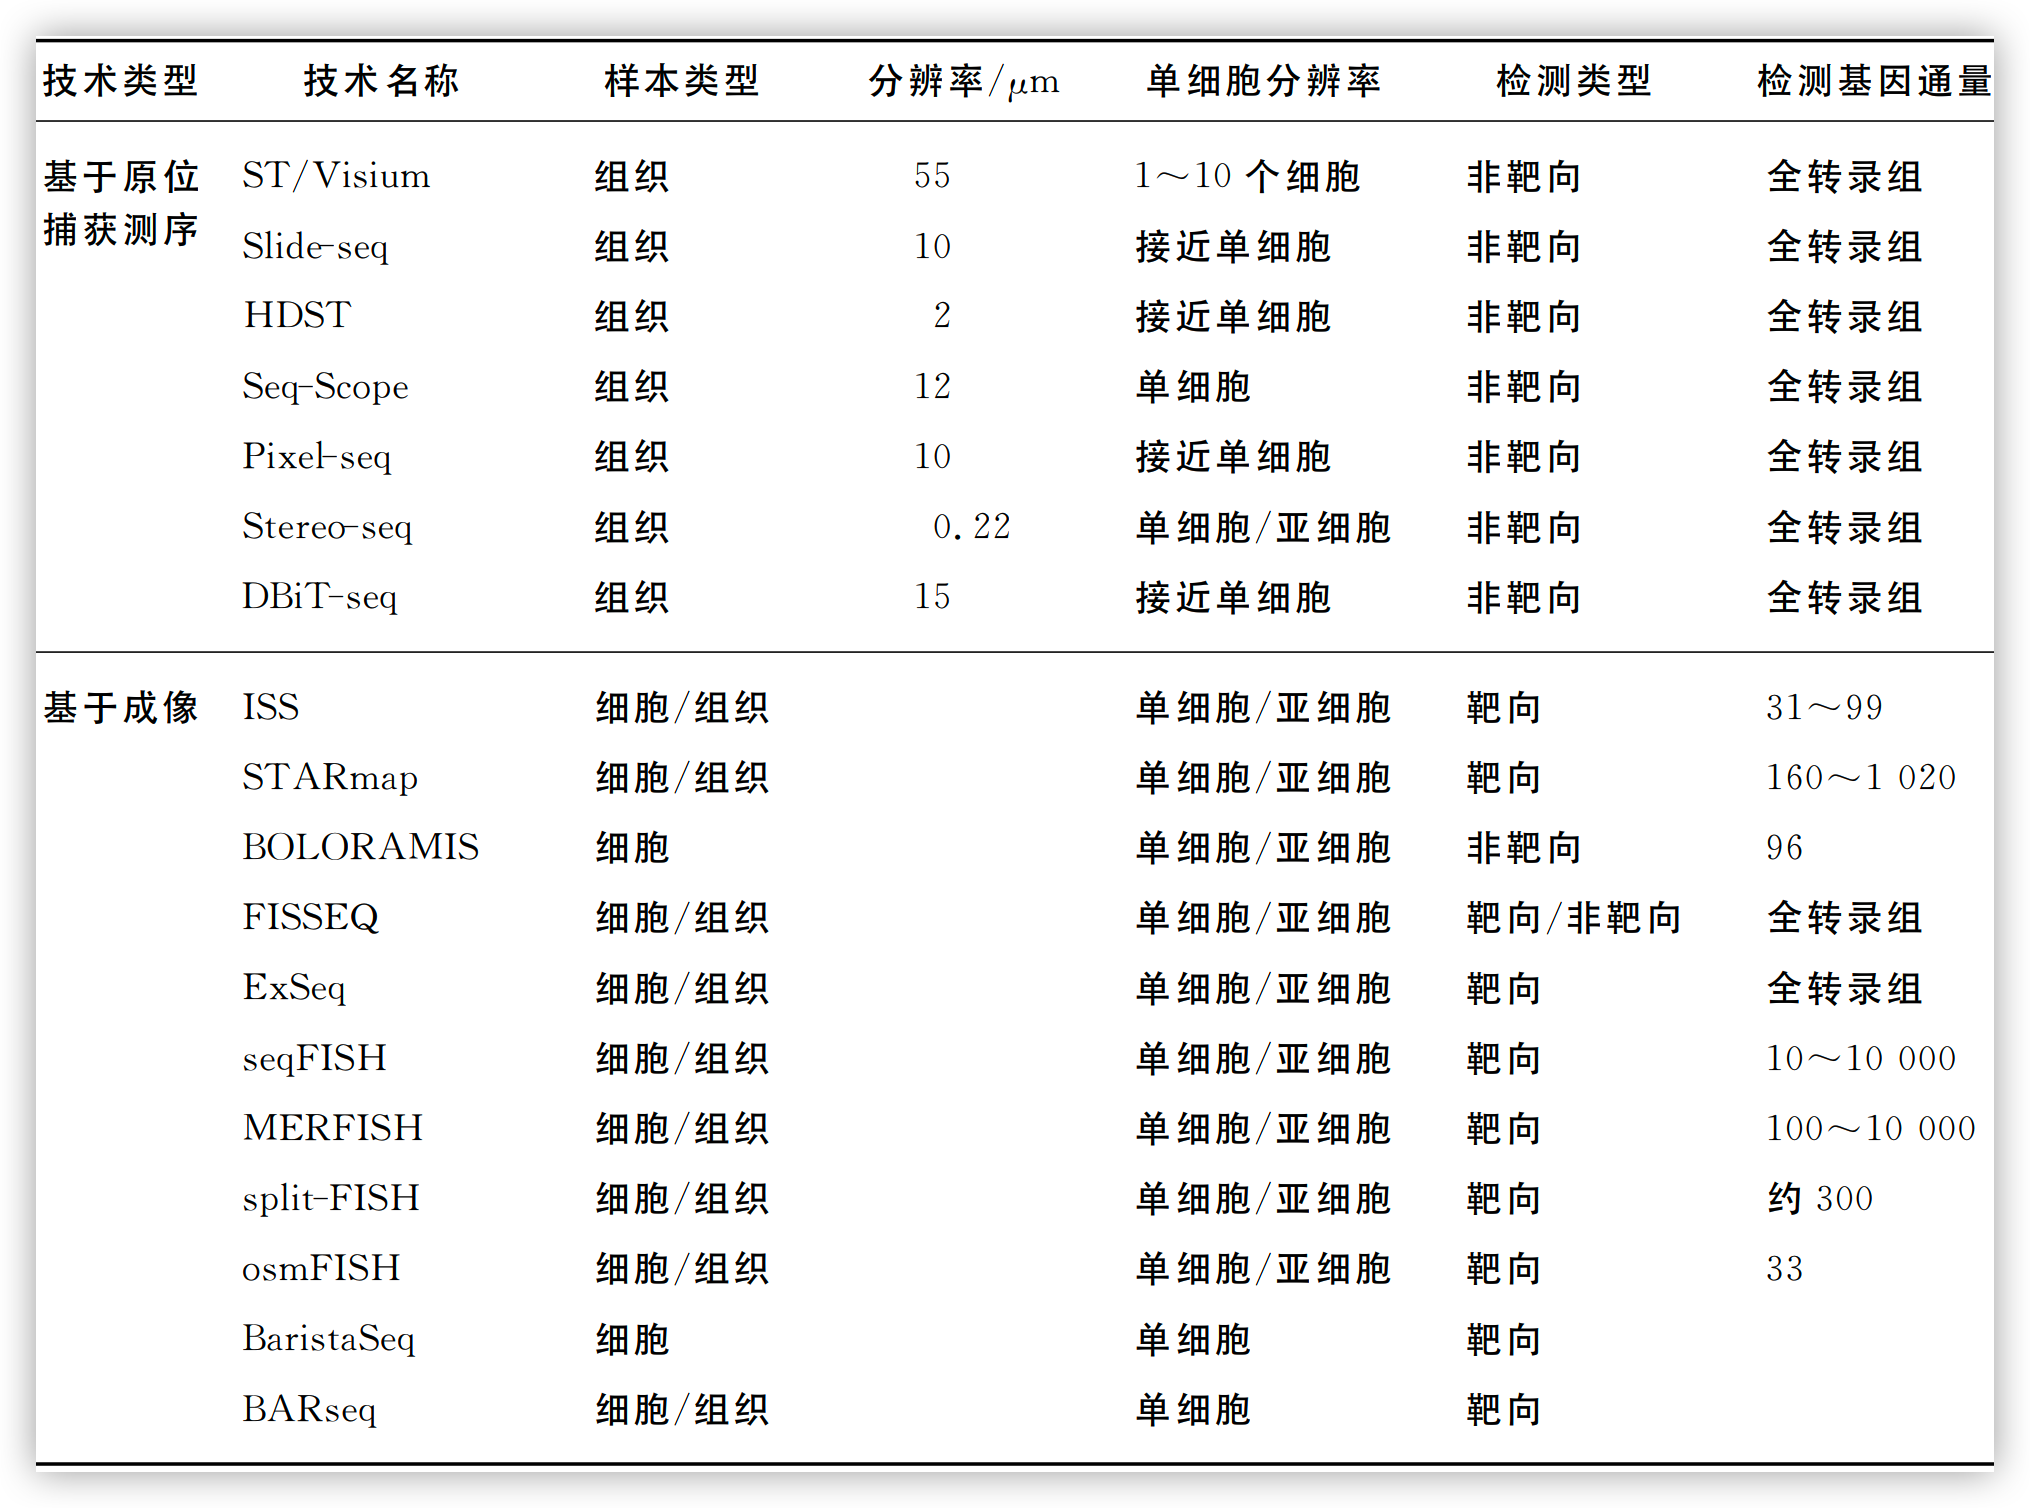 技术类型 技术名称 样本类型 分辨率/μm 单细胞分辨率 检测类型 检测基因通量
基于原位 ST/Visium 组织 55 1～10 个细胞 非靶向 全转录组
捕获测序
Slide-seq 组织 10 接近单细胞 非靶向 全转录组
HDST 组织 2 接近单细胞 非靶向 全转录组
Seq-Scope 组织 12 单细胞 非靶向 全转录组
Pixel-seq 组织 10 接近单细胞 非靶向 全转录组
Stereo-seq 组织 0.22 单细胞/亚细胞 非靶向 全转录组
DBiT-seq 组织 15 接近单细胞 非靶向 全转录组
基于成像 ISS 细胞/组织 单细胞/亚细胞 靶向 31～99
STARmap 细胞/组织 单细胞/亚细胞 靶向 160～1 020
BOLORAMIS 细胞 单细胞/亚细胞 非靶向 96
FISSEQ 细胞/组织 单细胞/亚细胞 靶向/非靶向 全转录组
ExSeq 细胞/组织 单细胞/亚细胞 靶向 全转录组
seqFISH 细胞/组织 单细胞/亚细胞 靶向 10～10 000
MERFISH 细胞/组织 单细胞/亚细胞 靶向 100～10 000
split-FISH 细胞/组织 单细胞/亚细胞 靶向 约 300
osmFISH 细胞/组织 单细胞/亚细胞 靶向 33
BaristaSeq 细胞 单细胞 靶向
BARseq 细胞/组织 单细胞 靶向